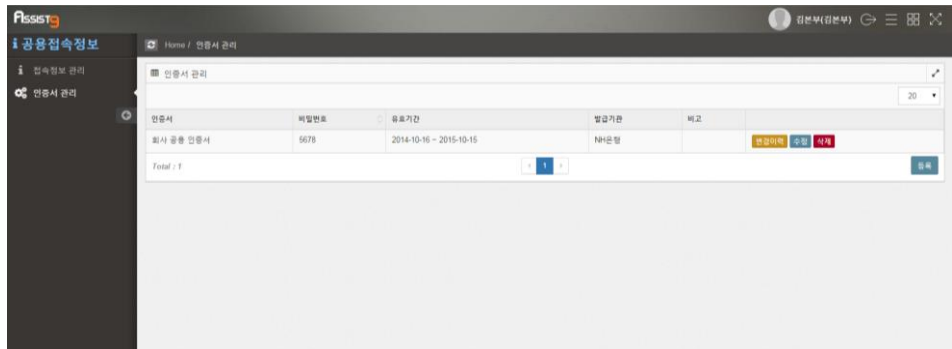 Assist9
김본부(김본부)
공용접속정보
Home / 인증서 관리
접속정보 관리
인증서 관리
인증서 관리
20
인증서 비밀번호 유효기간 발급기관 비고
회사 공용 인증서 5678 2014-10-16 ~ 2015-10-15 NH은행 변경이력 수정 삭제
Total : 1
< 1 >
등록